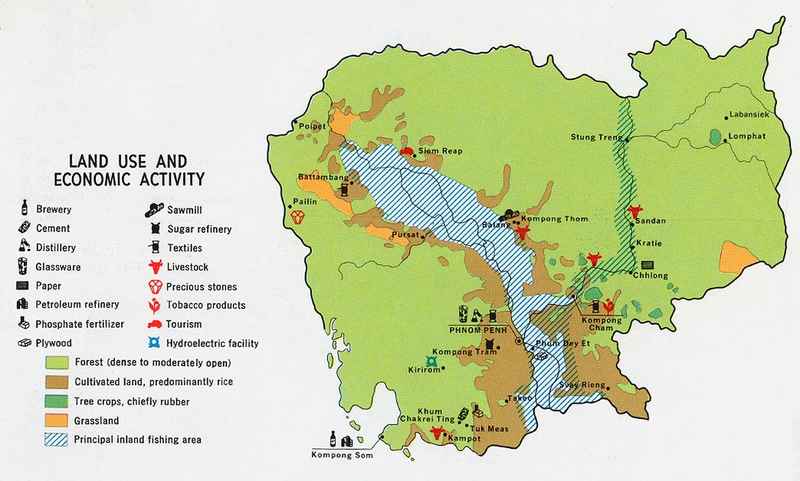 LAND USE AND
ECONOMIC ACTIVITY
Brewery
Cement
Distillery
Glassware
Paper
Petroleum refinery
Phosphate fertilizer
Plywood
Sawmill
Sugar refinery
Textiles
Livestock
Precious stones
Tobacco products
Tourism
Hydroelectric facility
Forest (dense to moderately open)
Cultivated land, predominantly rice
Tree crops, chiefly rubber
Grassland
Principal inland fishing area
Poipet
Siem Reap
Battambang
Pailin
Pursat
Balang
Kompong Thom
Stung Treng
Labansiek
Lomphat
Sandan
Kratie
Chhlong
Kompong
Cham
PHNOM PENH
Phum Day Et
Kompong Tram
Kirirom
Takeo
Svay Rieng
Khum
Chakrei Ting
Tuk Meas
Kampot
Kompong Som